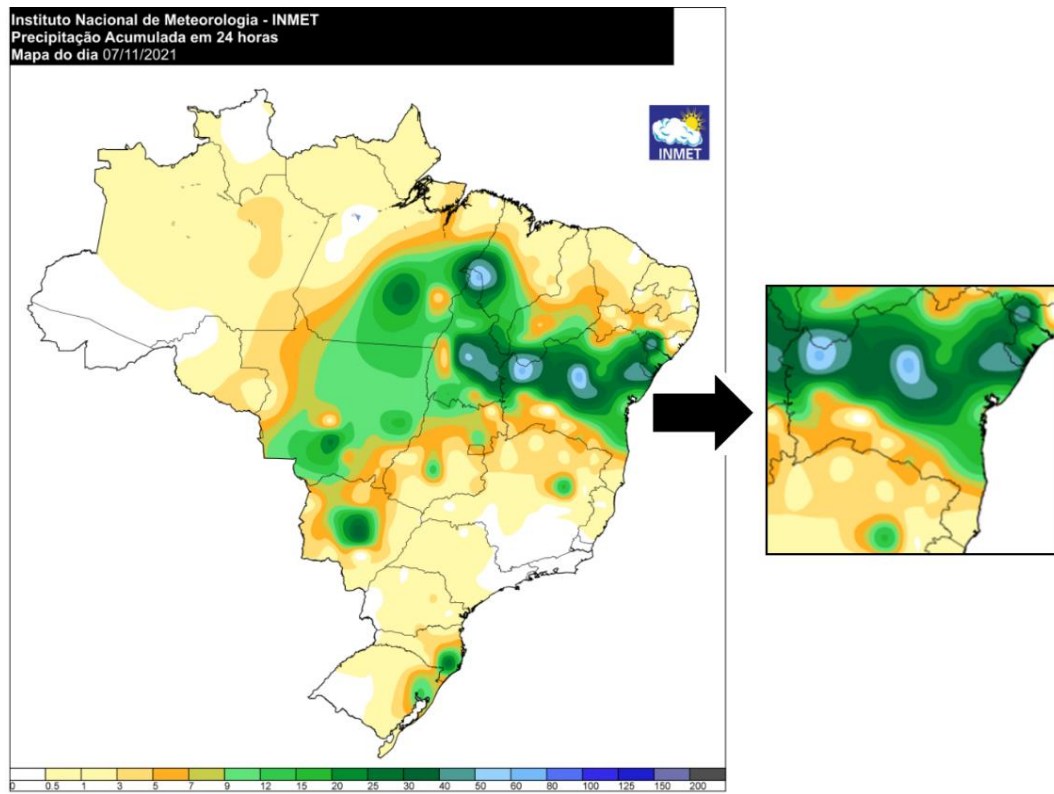 Instituto Nacional de Meteorologia - INMET
Precipitação Acumulada em 24 horas
Mapa do dia 07/11/2021
INMET
0 0.5 1 3 5 7 9 12 15 20 25 30 40 50 60 80 100 125 150 200